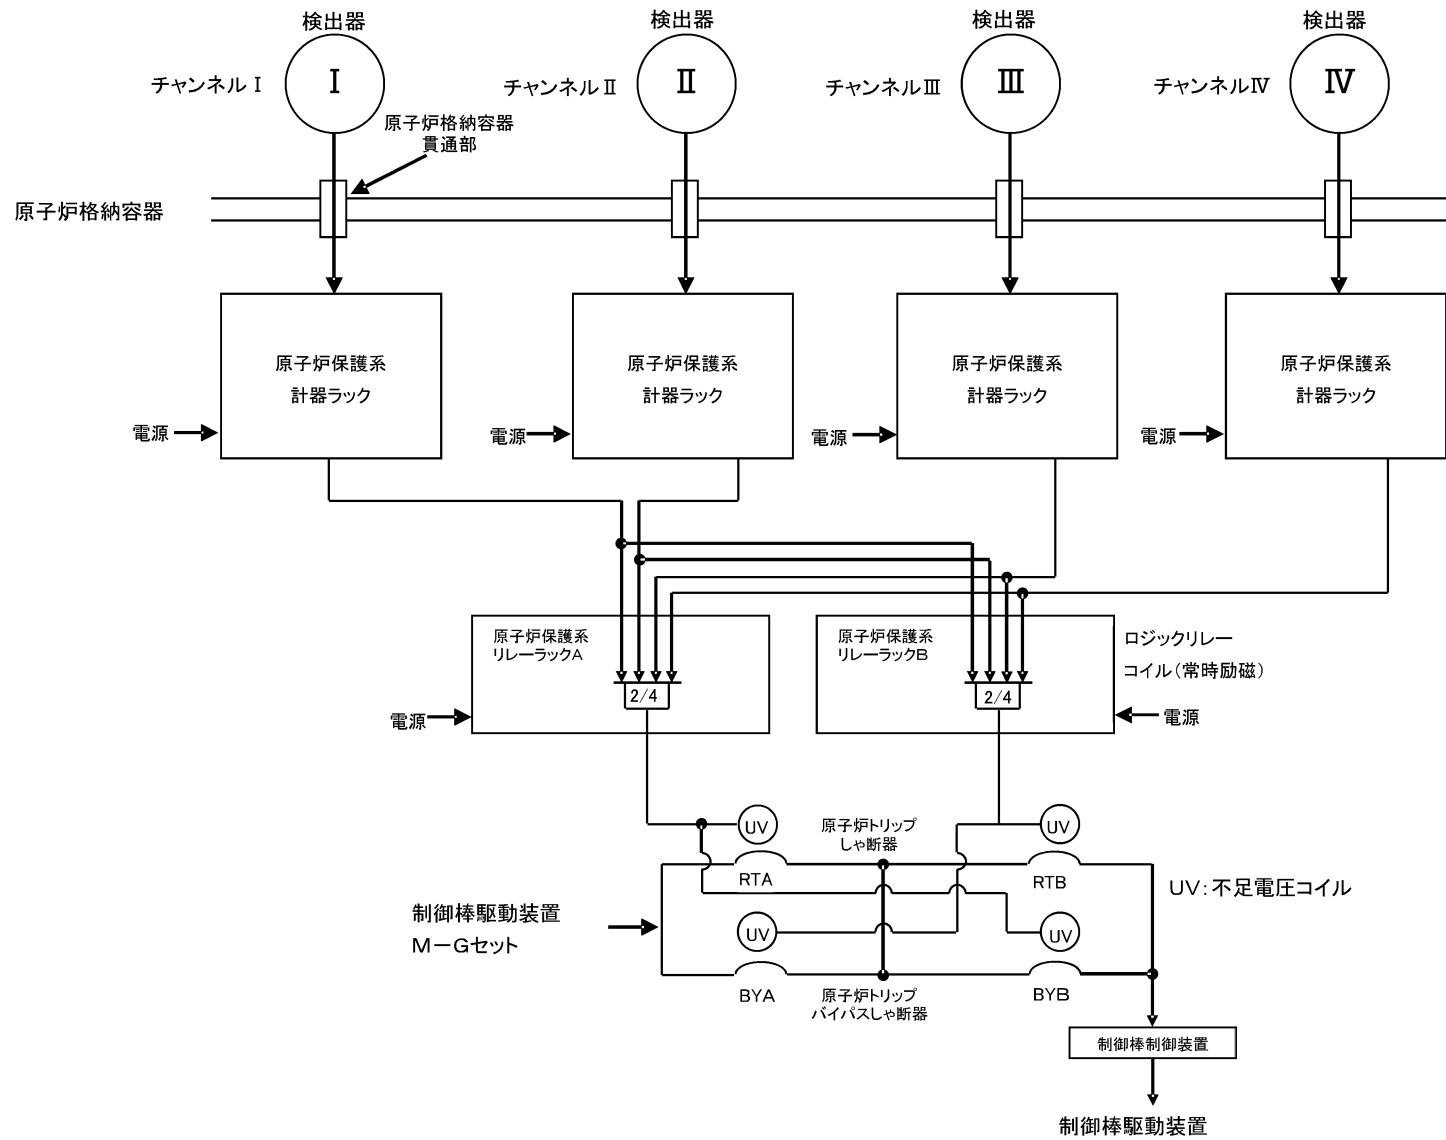 検出器
検出器
検出器
検出器
チャンネルⅠ
Ⅰ
チャンネルⅡ
Ⅱ
チャンネルⅢ
Ⅲ
チャンネルⅣ
Ⅳ
原子炉格納容器
貫通部
原子炉格納容器
原子炉保護系
計器ラック
原子炉保護系
計器ラック
原子炉保護系
計器ラック
原子炉保護系
計器ラック
電源
電源
電源
電源
原子炉保護系
リレーラックA
2/4
原子炉保護系
リレーラックB
2/4
ロジックリレー
コイル(常時励磁)
電源
電源
UV
原子炉トリップ
しゃ断器
UV
RTA
RTB
UV:不足電圧コイル
制御棒駆動装置
M-Gセット
UV
UV
BYA
原子炉トリップ
バイパスしゃ断器
BYB
制御棒制御装置
制御棒駆動装置